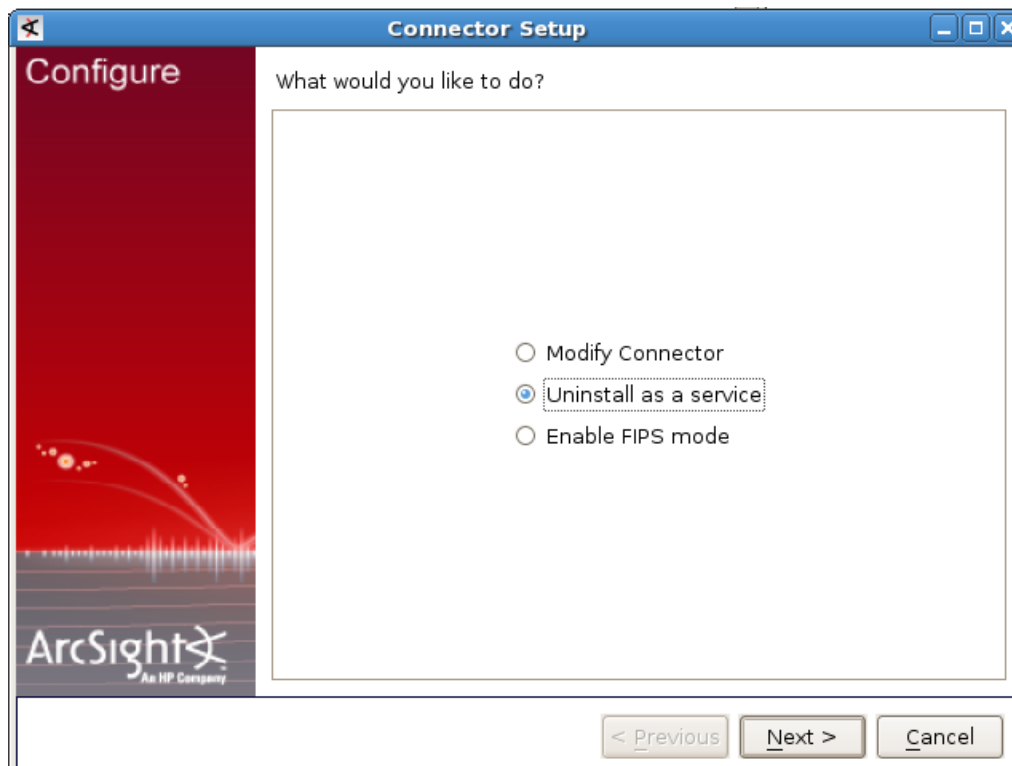 Connector Setup
Configure
What would you like to do?
Modify Connector
Uninstall as a service
Enable FIPS mode
ArcSight
An HP Company
< Previous
Next >
Cancel